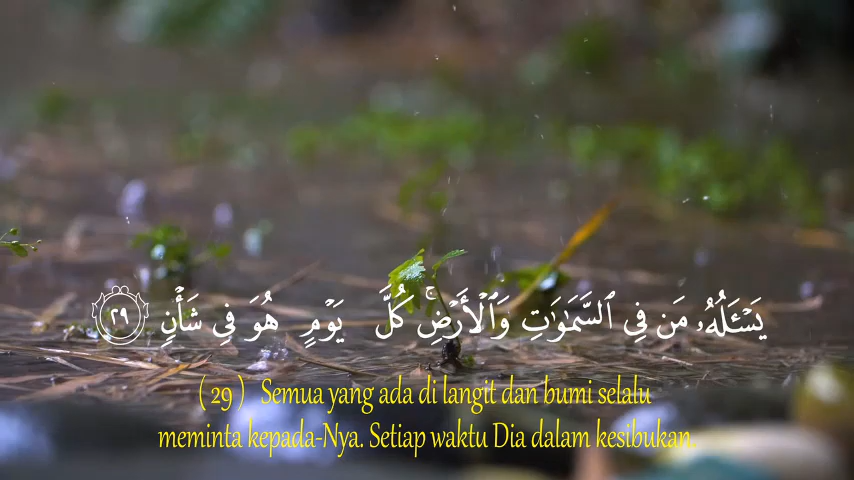 يَسْـَٔلُهُۥ مَن فِى ٱلسَّمَـٰوَٰتِ وَٱلْأَرْضِ ۚ كُلَّ يَوْمٍ هُوَ فِى شَأْنٍ ٢٩
( 29 ) Semua yang ada di langit dan bumi selalu
meminta kepada-Nya. Setiap waktu Dia dalam kesibukan.